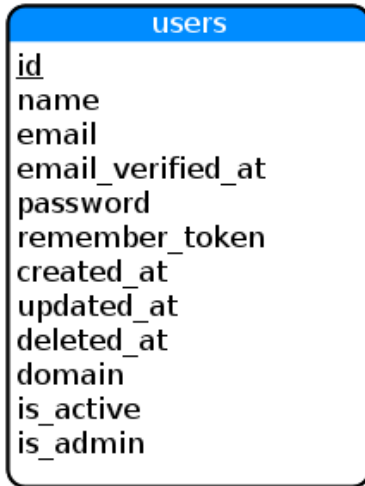 users
id
name
email
email_verified_at
password
remember_token
created_at
updated_at
deleted_at
domain
is_active
is_admin